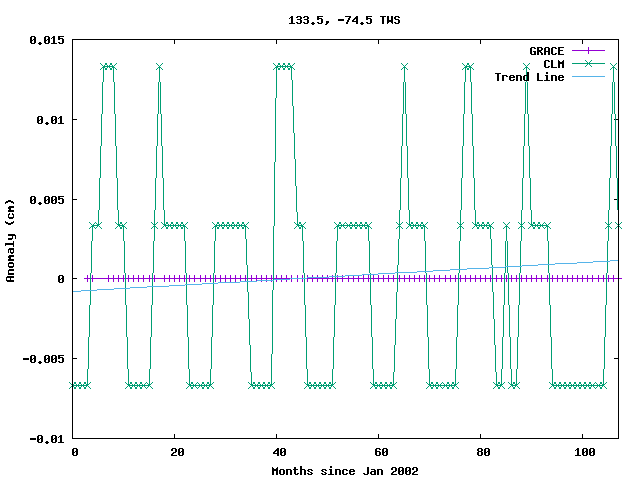 133.5, -74.5 TWS
0.015
0.01
0.005
0
-0.005
-0.01
Anomaly (cm)
GRACE
CLM
Trend Line
0 20 40 60 80 100
Months since Jan 2002